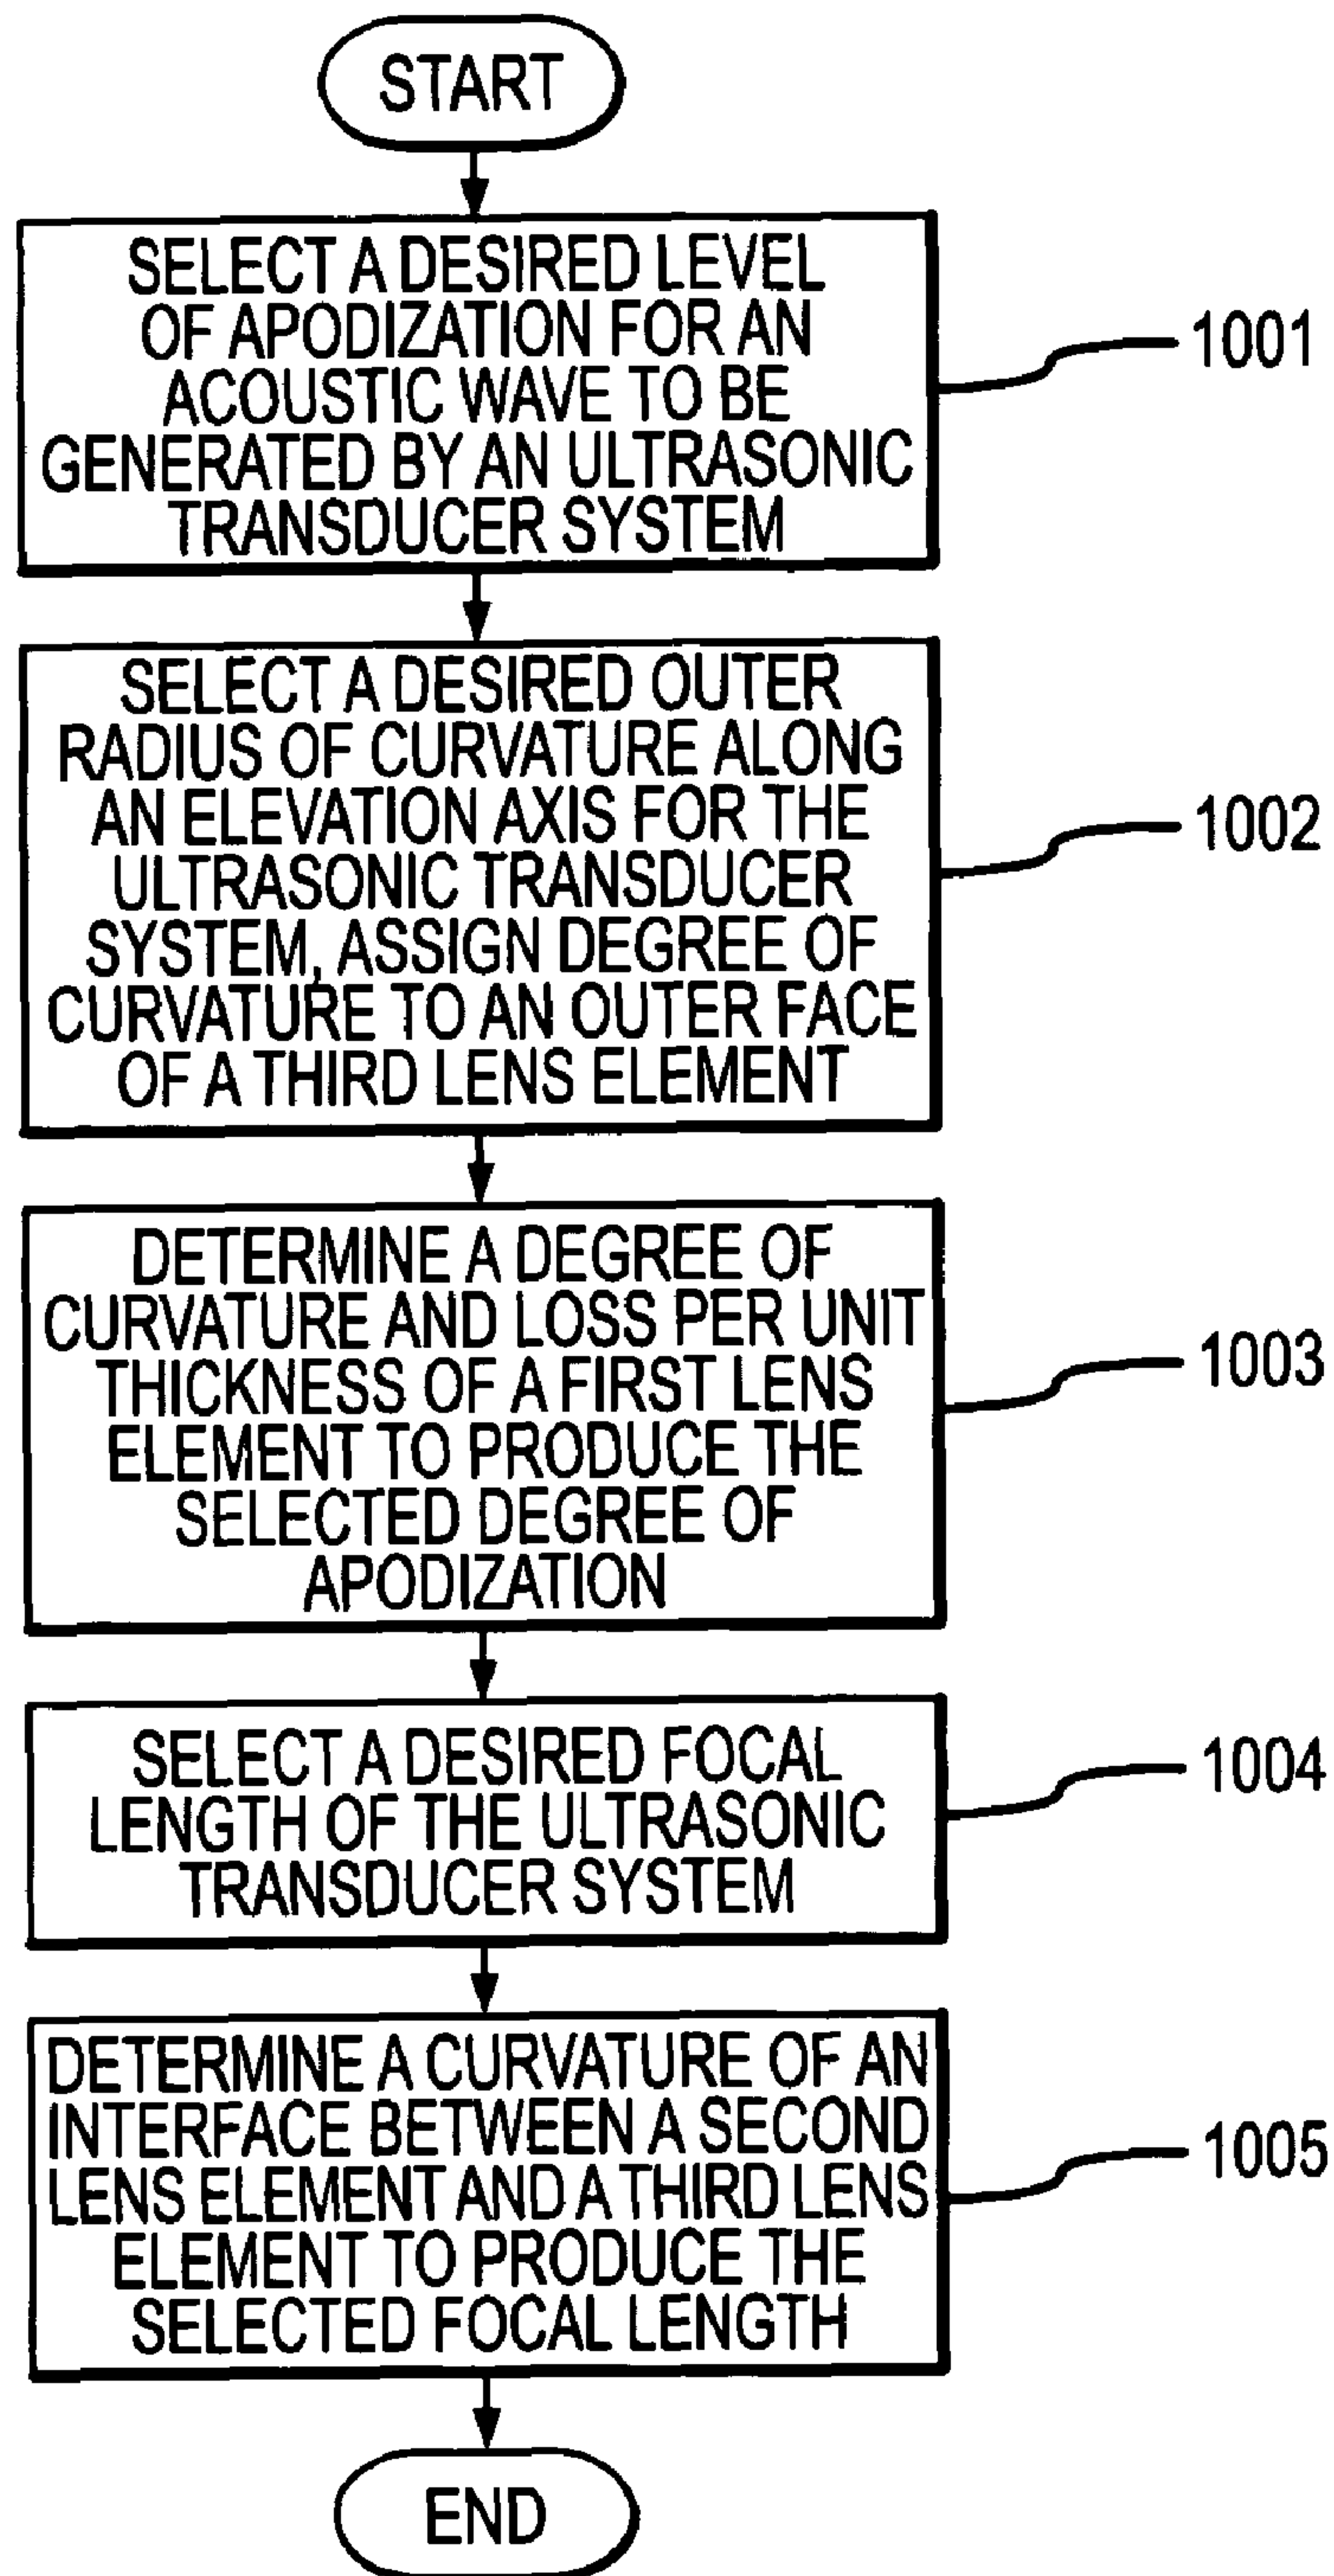 START
SELECT A DESIRED LEVEL
OF APODIZATION FOR AN
ACOUSTIC WAVE TO BE
GENERATED BY AN ULTRASONIC
TRANSDUCER SYSTEM
1001
SELECT A DESIRED OUTER
RADIUS OF CURVATURE ALONG
AN ELEVATION AXIS FOR THE
ULTRASONIC TRANSDUCER
SYSTEM, ASSIGN DEGREE OF
CURVATURE TO AN OUTER FACE
OF A THIRD LENS ELEMENT
1002
DETERMINE A DEGREE OF
CURVATURE AND LOSS PER UNIT
THICKNESS OF A FIRST LENS
ELEMENT TO PRODUCE THE
SELECTED DEGREE OF
APODIZATION
1003
SELECT A DESIRED FOCAL
LENGTH OF THE ULTRASONIC
TRANSDUCER SYSTEM
1004
DETERMINE A CURVATURE OF AN
INTERFACE BETWEEN A SECOND
LENS ELEMENT AND A THIRD LENS
ELEMENT TO PRODUCE THE
SELECTED FOCAL LENGTH
1005
END